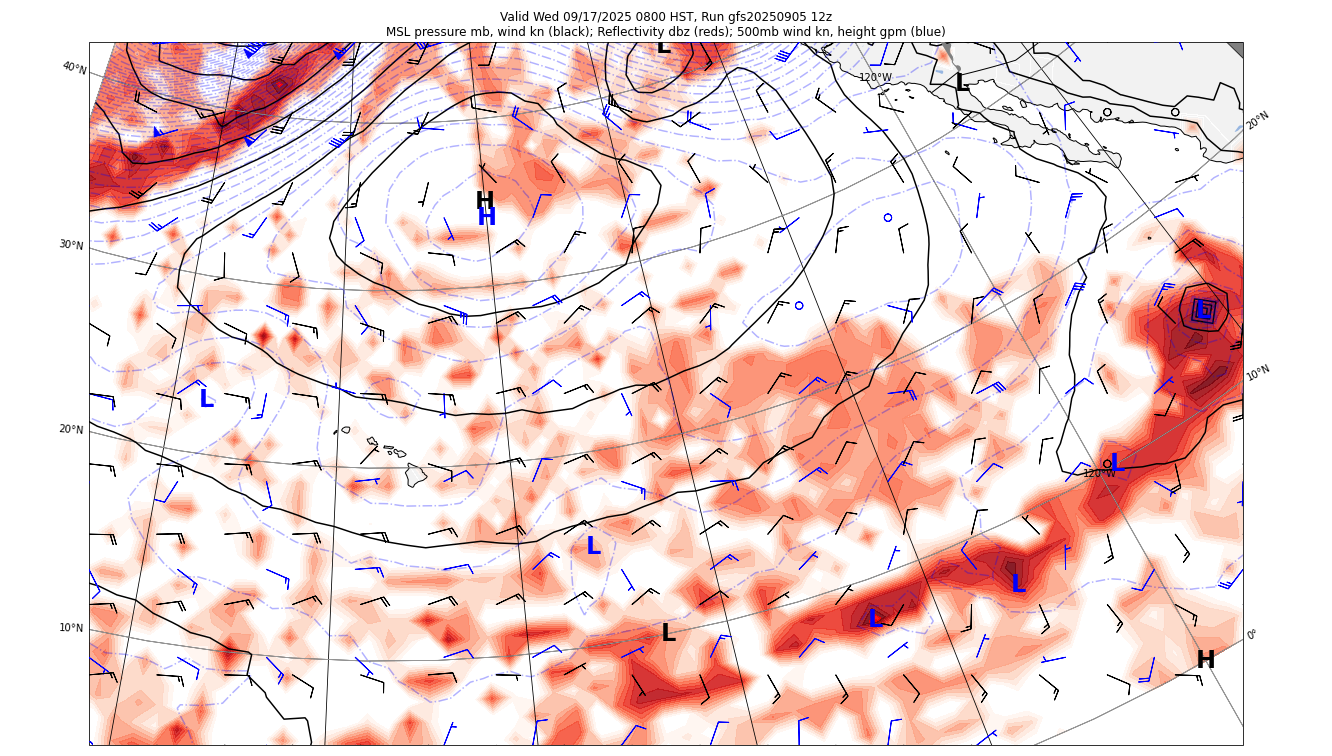 Valid Wed 09/17/2025 0800 HST, Run gfs20250905 12z
MSL pressure mb, wind kn (black); Reflectivity dbz (reds); 500mb wind kn, height gpm (blue)
L
40°N
120°W
L
20°N
H
H
30°N
L
10°N
L
20°N
L
120°W
L
L
L
10°N
L
0°
H